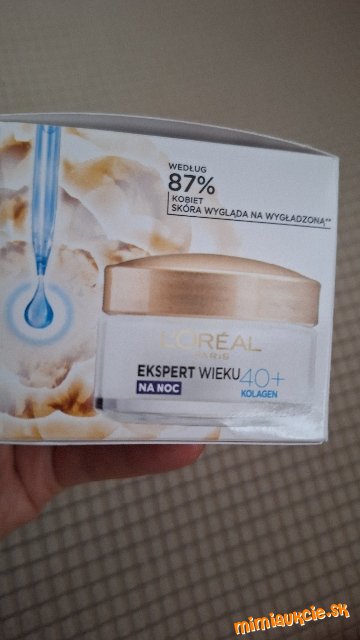 WEDŁUG
87%
KOBIET
SKÓRA WYGLĄDA NA WYGŁADZONĄ**
L'ORÉAL
PARIS
EKSPERT WIEKU 40+
NA NOC
KOLAGEN
mimiaukcie.sk